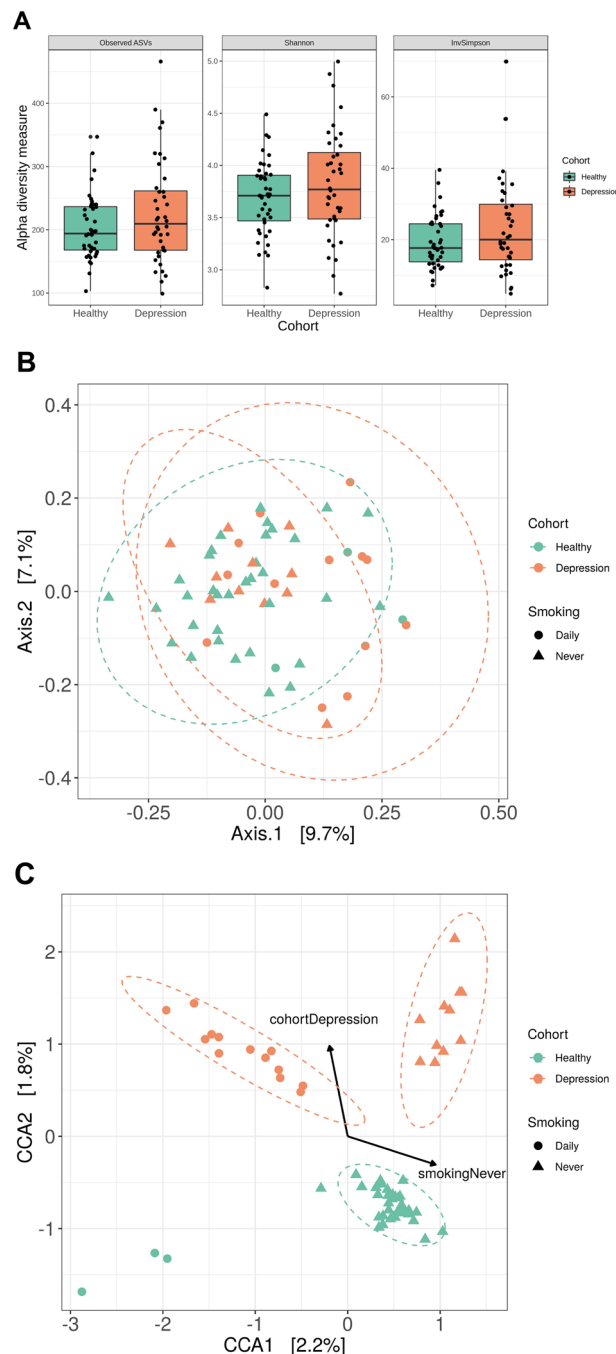 A
Observed ASVs Shannon InvSimpson
Alpha diversity measure
400
300
200
100
5.0
4.5
4.0
3.5
3.0
60
40
20
Healthy Depression Healthy Depression Healthy Depression
Cohort
Cohort
Healthy
Depression
B
0.4
0.2
0.0
-0.2
-0.4
Axis.2 [7.1%]
-0.25 0.00 0.25 0.50
Axis.1 [9.7%]
Cohort
Healthy
Depression
Smoking
Daily
Never
C
2
1
0
-1
CCA2 [1.8%]
cohortDepression
smokingNever
-3 -2 -1 0 1
CCA1 [2.2%]
Cohort
Healthy
Depression
Smoking
Daily
Never